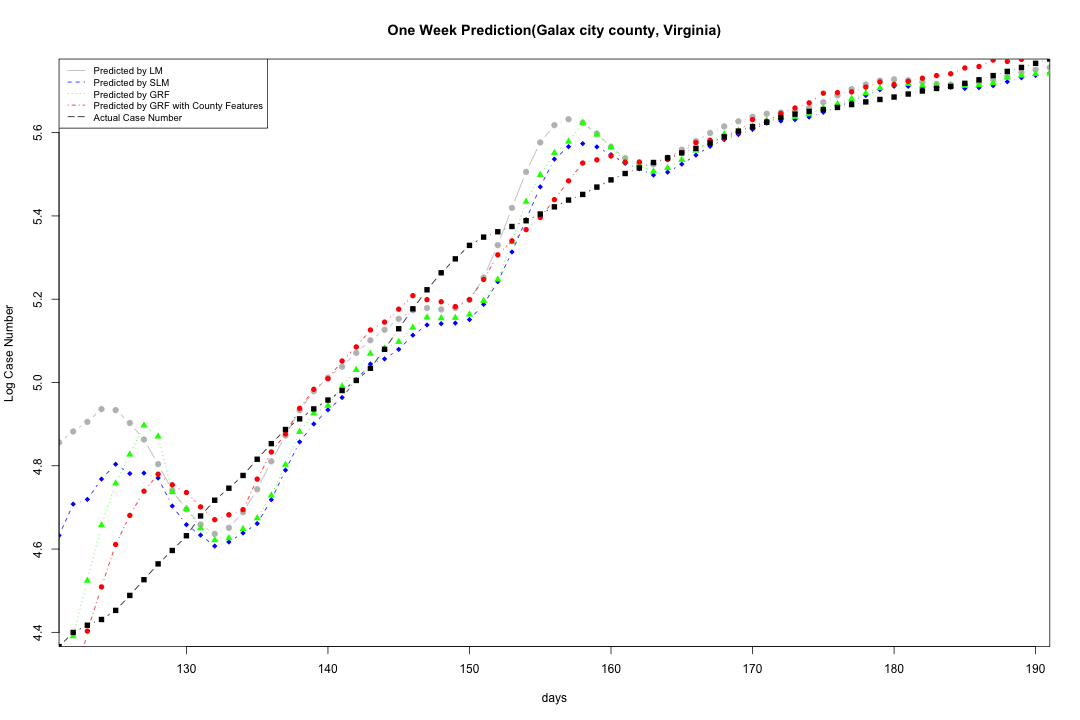 One Week Prediction(Galax city county, Virginia)
Predicted by LM
Predicted by SLM
Predicted by GRF
Predicted by GRF with County Features
Actual Case Number
Log Case Number
5.6
5.4
5.2
5.0
4.8
4.6
4.4
130 140 150 160 170 180 190
days